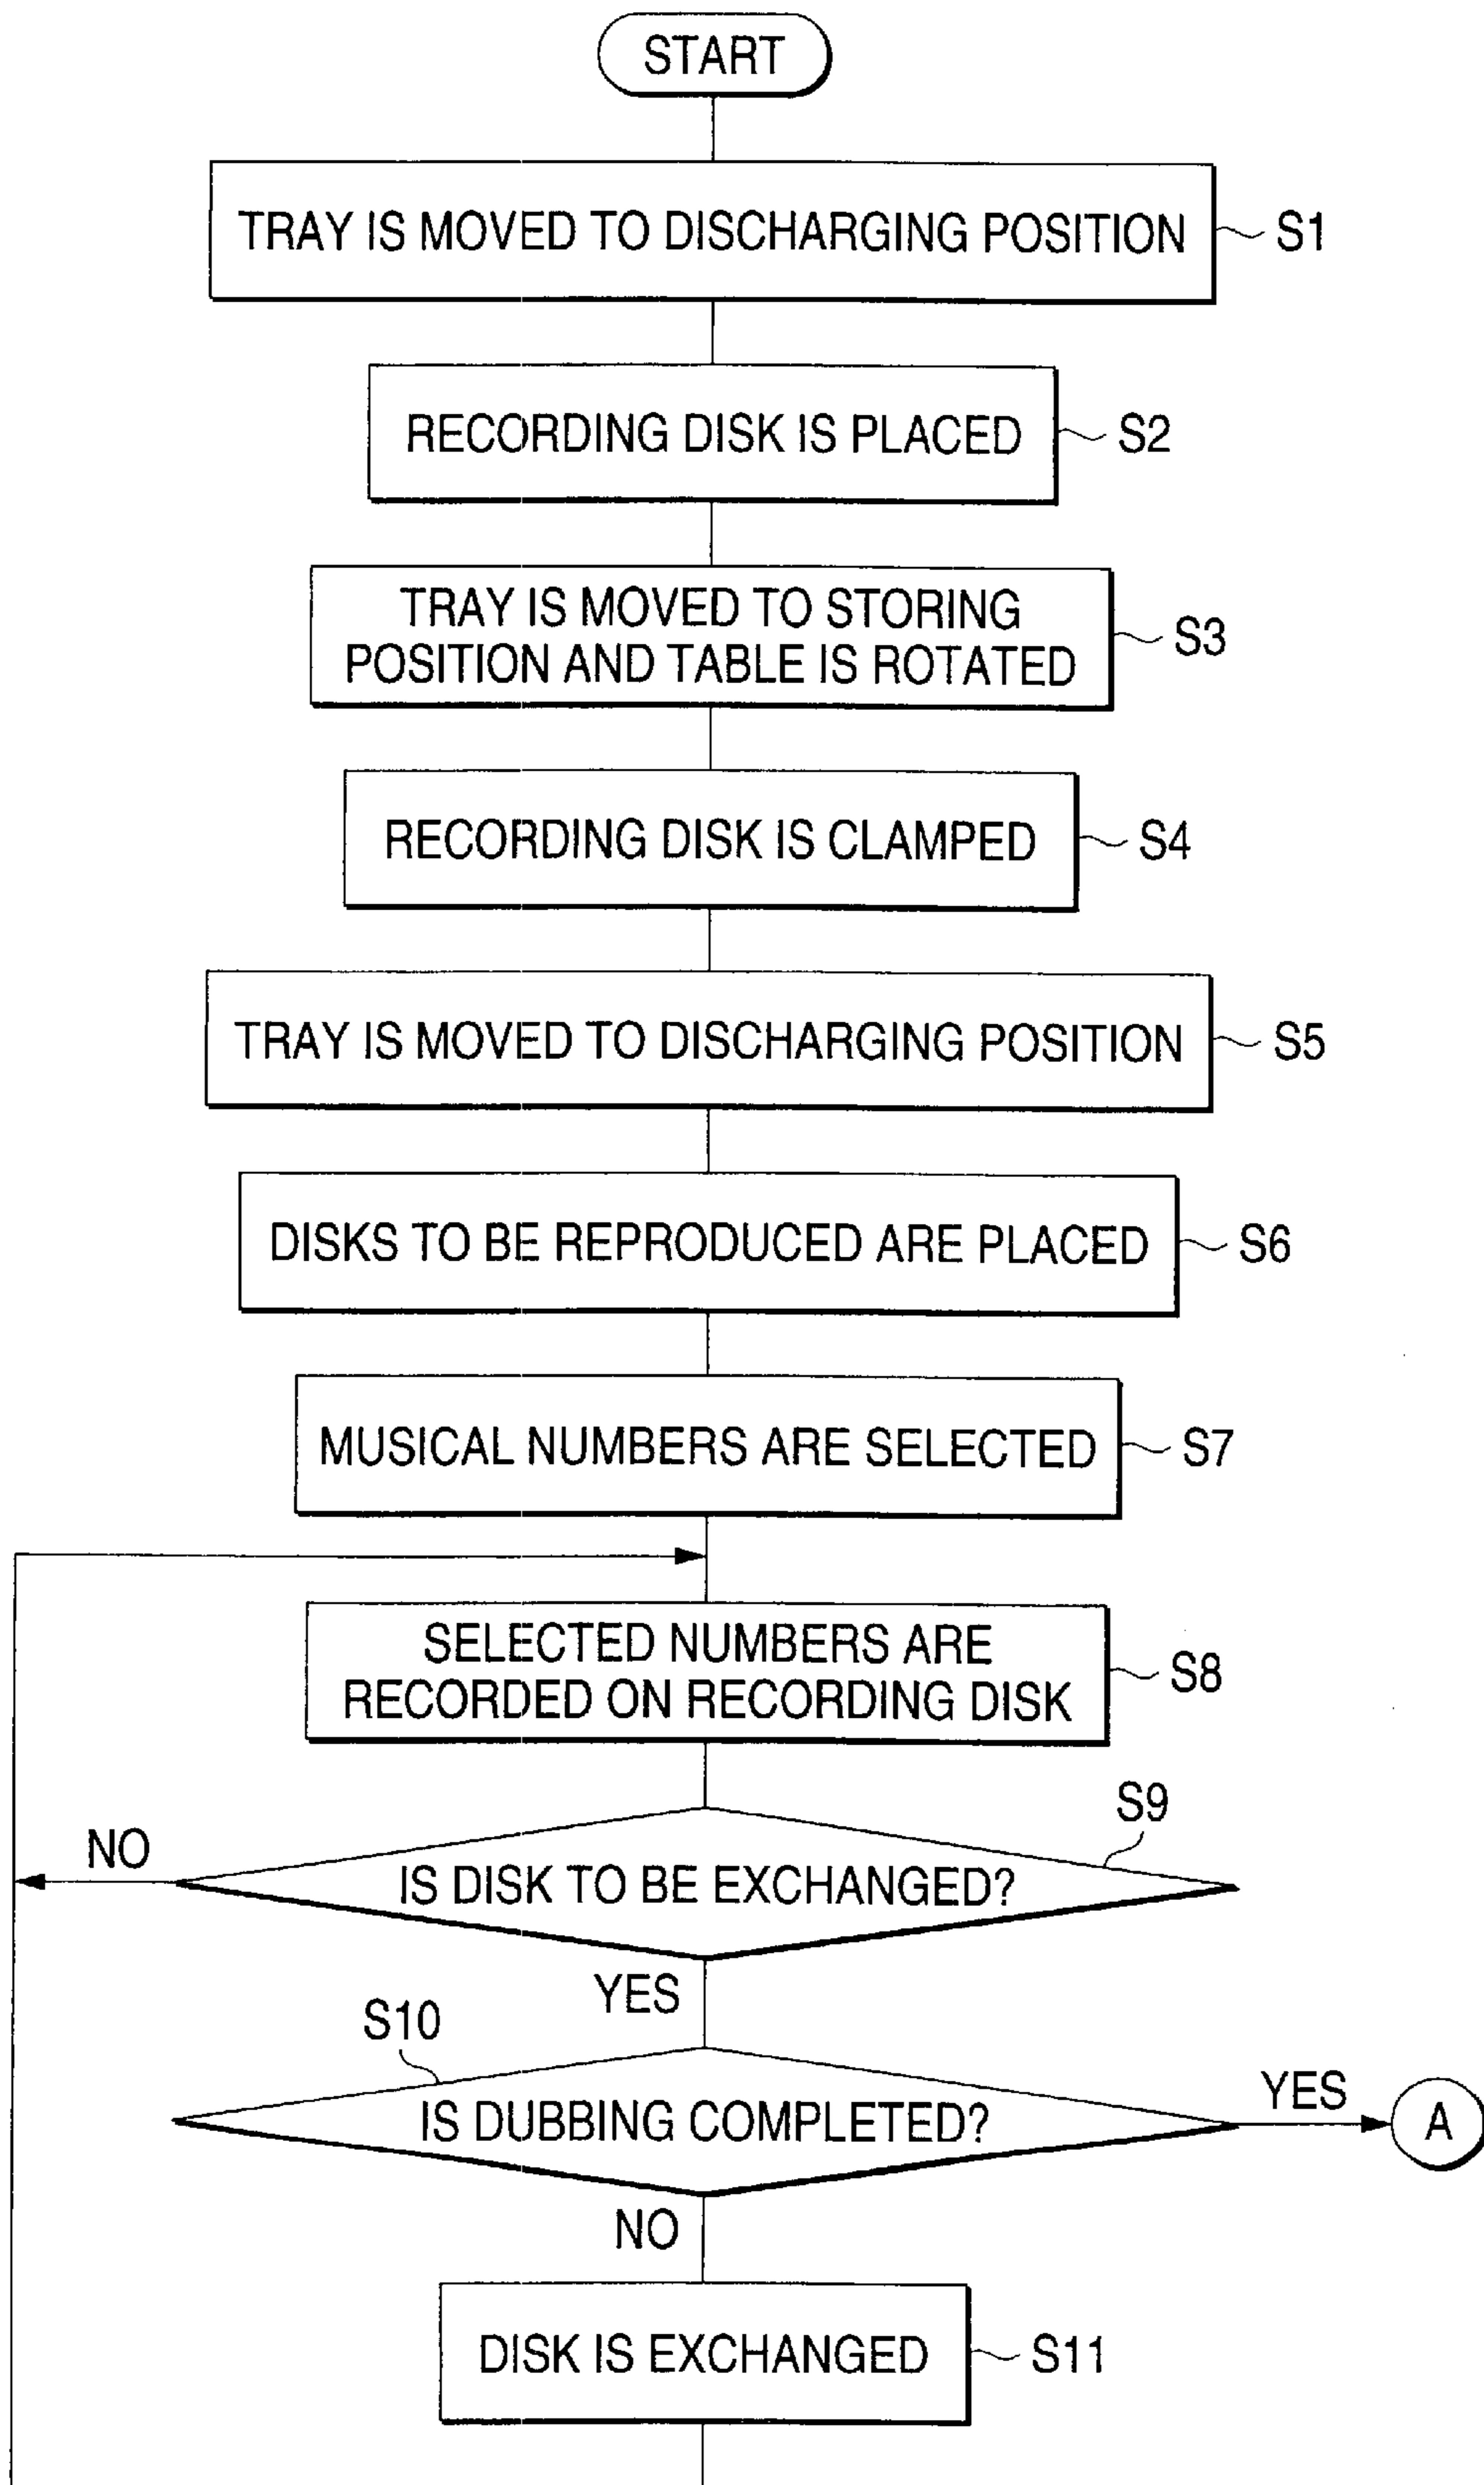 START
TRAY IS MOVED TO DISCHARGING POSITION
S1
RECORDING DISK IS PLACED
S2
TRAY IS MOVED TO STORING
POSITION AND TABLE IS ROTATED
S3
RECORDING DISK IS CLAMPED
S4
TRAY IS MOVED TO DISCHARGING POSITION
S5
DISKS TO BE REPRODUCED ARE PLACED
S6
MUSICAL NUMBERS ARE SELECTED
S7
SELECTED NUMBERS ARE
RECORDED ON RECORDING DISK
S8
S9
NO
IS DISK TO BE EXCHANGED?
YES
S10
IS DUBBING COMPLETED?
YES
A
NO
DISK IS EXCHANGED
S11